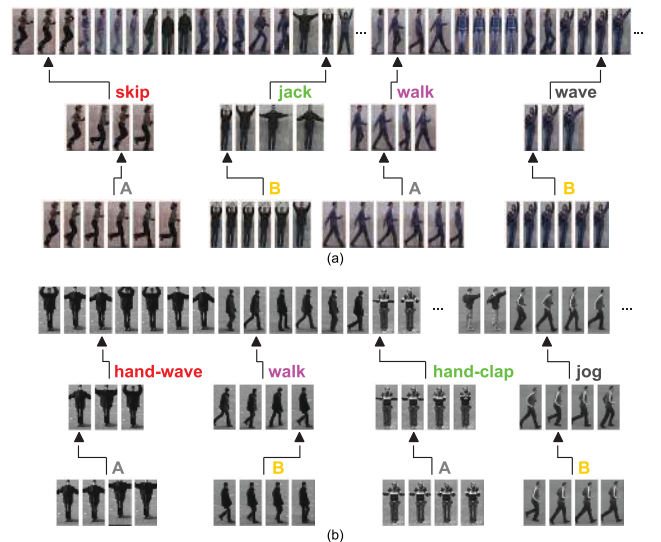 ... ...
skip jack walk wave
A B A B
(a)
... ...
hand-wave walk hand-clap jog
A B A B
(b)